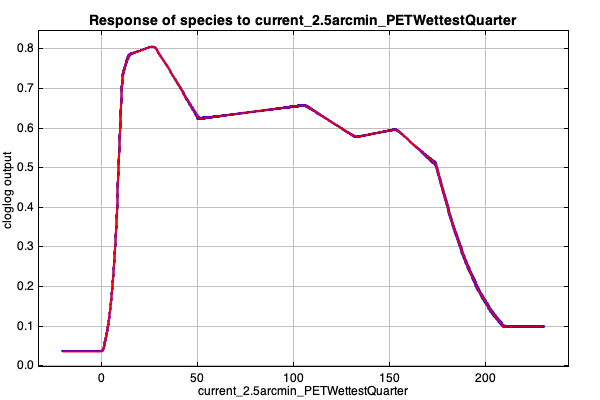 Response of species to current_2.5arcmin_PETWettestQuarter
0.8
0.7
0.6
0.5
0.4
0.3
0.2
0.1
0.0
cloglog output
0 50 100 150 200
current_2.5arcmin_PETWettestQuarter